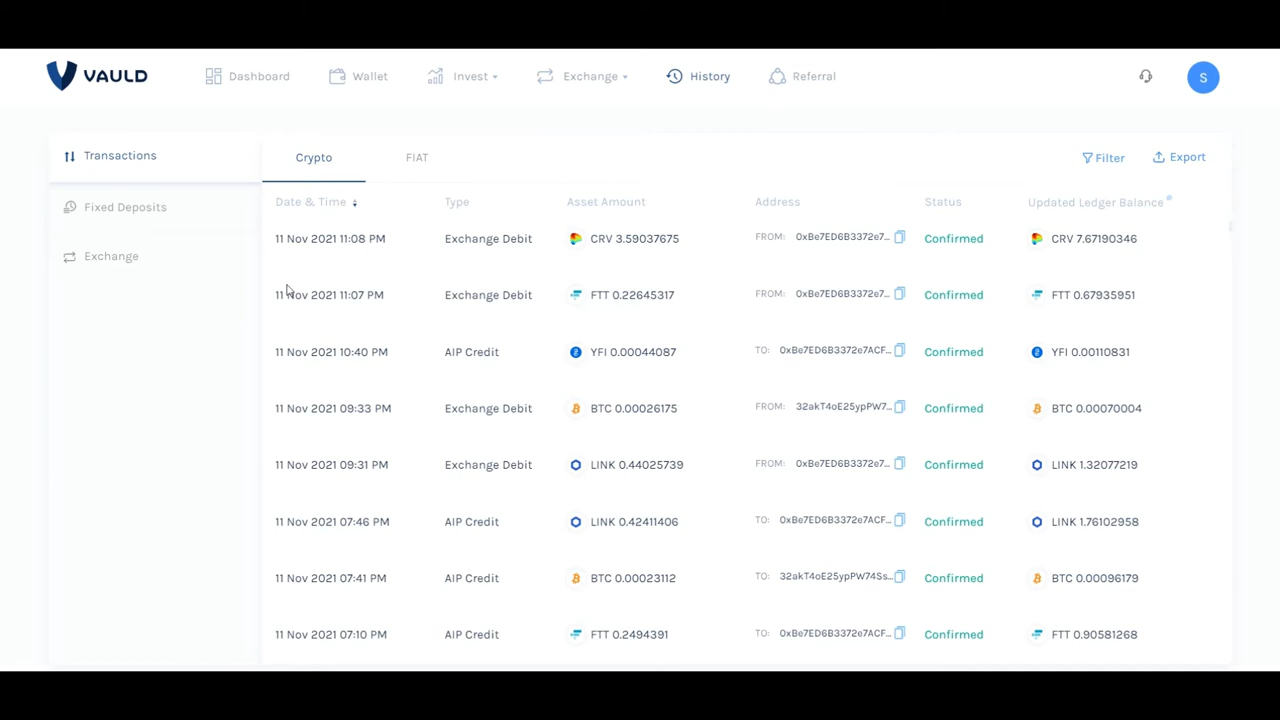 VAULD Dashboard Wallet Invest Exchange History Referral S
Transactions Crypto FIAT Filter Export
Fixed Deposits
Exchange
Date & Time Type Asset Amount Address Status Updated Ledger Balance
11 Nov 2021 11:08 PM Exchange Debit CRV 3.59037675 FROM: 0xBe7ED6B3372e7... Confirmed CRV 7.67190346
11 Nov 2021 11:07 PM Exchange Debit FTT 0.22645317 FROM: 0xBe7ED6B3372e7... Confirmed FTT 0.67935951
11 Nov 2021 10:40 PM AIP Credit YFI 0.00044087 TO: 0xBe7ED6B3372e7ACF... Confirmed YFI 0.00110831
11 Nov 2021 09:33 PM Exchange Debit BTC 0.00026175 FROM: 32akT4oE25ypPW7... Confirmed BTC 0.00070004
11 Nov 2021 09:31 PM Exchange Debit LINK 0.44025739 FROM: 0xBe7ED6B3372e7... Confirmed LINK 1.32077219
11 Nov 2021 07:46 PM AIP Credit LINK 0.42411406 TO: 0xBe7ED6B3372e7ACF... Confirmed LINK 1.76102958
11 Nov 2021 07:41 PM AIP Credit BTC 0.00023112 TO: 32akT4oE25ypPW74Ss... Confirmed BTC 0.00096179
11 Nov 2021 07:10 PM AIP Credit FTT 0.2494391 TO: 0xBe7ED6B3372e7ACF... Confirmed FTT 0.90581268